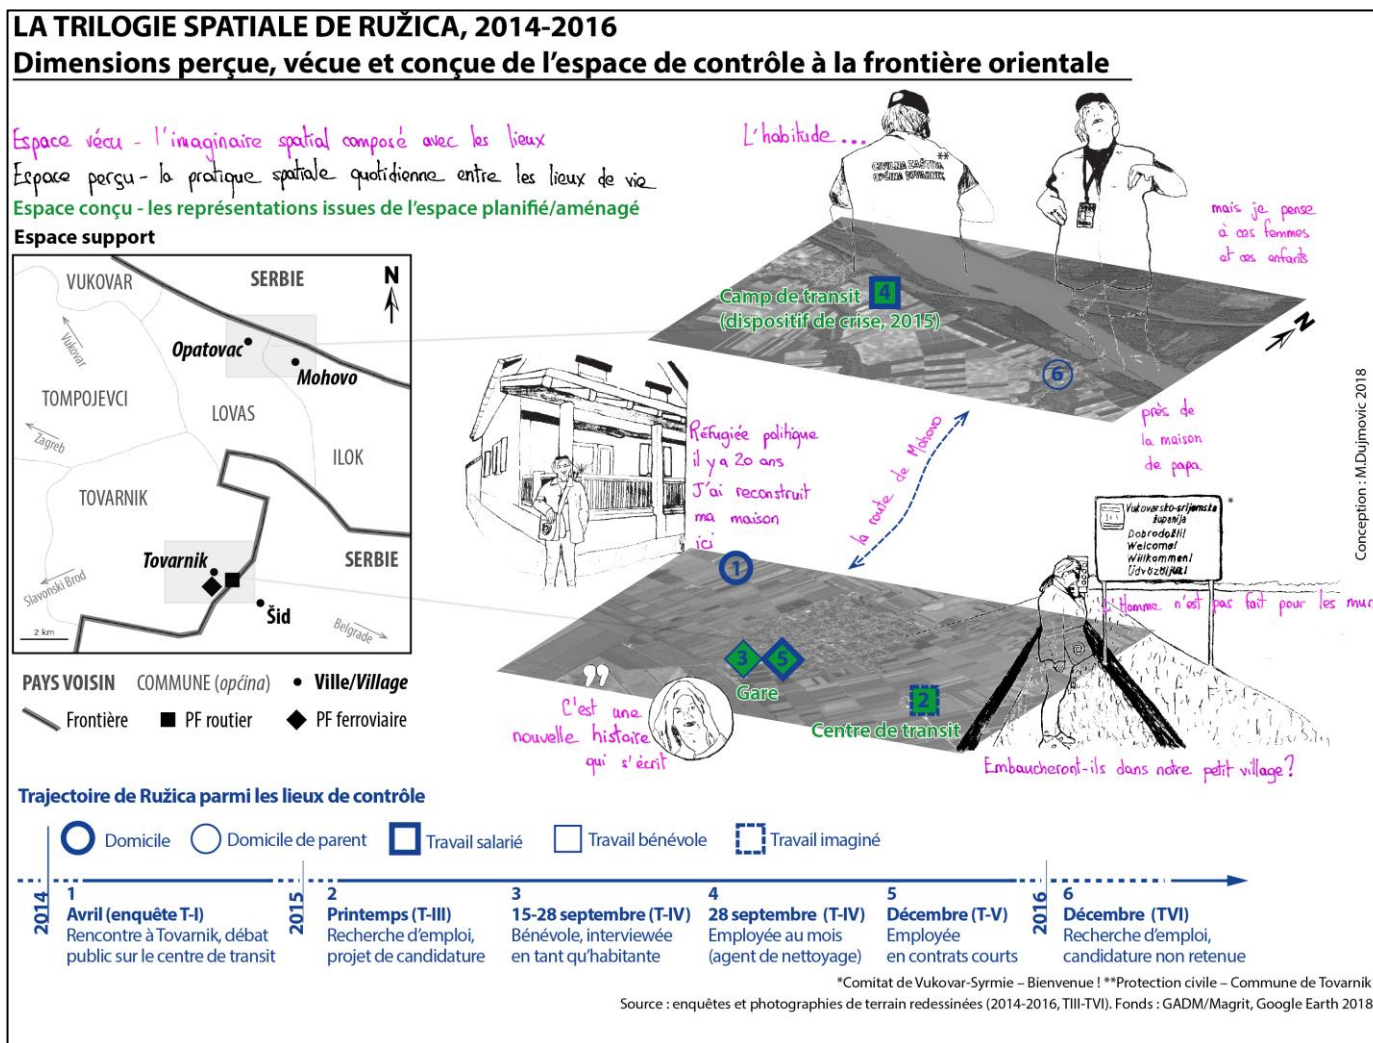 LA TRILOGIE SPATIALE DE RUŽICA, 2014-2016
Dimensions perçue, vécue et conçue de l'espace de contrôle à la frontière orientale
Espace vécu - l'imaginaire spatial composé avec les lieux
Espace perçu - la pratique spatiale quotidienne entre les lieux de vie
Espace conçu - les représentations issues de l'espace planifié/aménagé
Espace support
VUKOVAR
SERBIE
N
Vukovar
Opatovac
Mohovo
TOMPOJEVCI
LOVAS
Zagreb
ILOK
TOVARNIK
SERBIE
Tovarnik
Slavonski Brod
Šid
2 km
Belgrade
PAYS VOISIN
COMMUNE (općina)
Ville/Village
Frontière
PF routier
PF ferroviaire
L'habitude...
**
CIVILNA ZAŠTITA
OPĆINA TOVARNIK
mais je pense
à ces femmes
et ces enfants
Camp de transit
(dispositif de crise, 2015)
4
6
N
près de
la maison
de papa
la route de Mohovo
Réfugiée politique
il y a 20 ans
J'ai reconstruit
ma maison
ici
1
Vukovarsko-srijemska
županija
Dobrodošli!
Welcome!
Willkommen!
Üdvözöljük!
*
L'Homme n'est pas fait pour les mur
3
5
Gare
2
Centre de transit
"
C'est une
nouvelle histoire
qui s'écrit
Embaucheront-ils dans notre petit village?
Conception : M.Dujmovic 2018
Trajectoire de Ružica parmi les lieux de contrôle
Domicile
Domicile de parent
Travail salarié
Travail bénévole
Travail imaginé
2014
1
Avril (enquête T-I)
Rencontre à Tovarnik, débat
public sur le centre de transit
2015
2
Printemps (T-III)
Recherche d'emploi,
projet de candidature
3
15-28 septembre (T-IV)
Bénévole, interviewée
en tant qu'habitante
4
28 septembre (T-IV)
Employée au mois
(agent de nettoyage)
5
Décembre (T-V)
Employée
en contrats courts
2016
6
Décembre (TVI)
Recherche d'emploi,
candidature non retenue
*Comitat de Vukovar-Syrmie – Bienvenue ! **Protection civile – Commune de Tovarnik
Source : enquêtes et photographies de terrain redessinées (2014-2016, TIII-TVI). Fonds : GADM/Magrit, Google Earth 2018